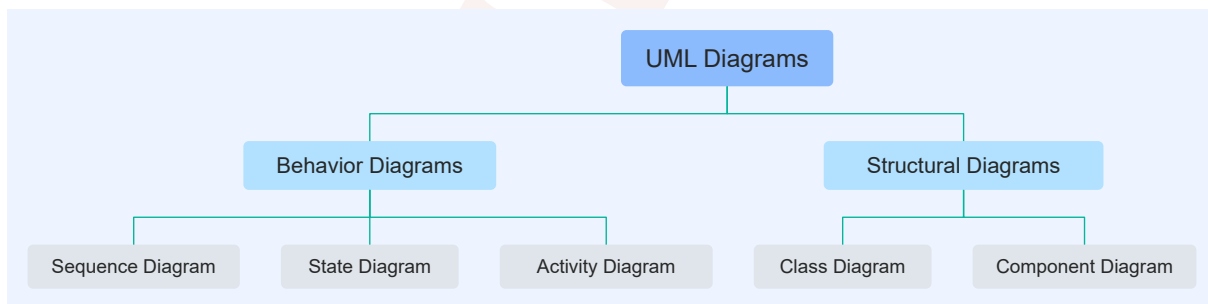 UML Diagrams
Behavior Diagrams
Structural Diagrams
Sequence Diagram
State Diagram
Activity Diagram
Class Diagram
Component Diagram